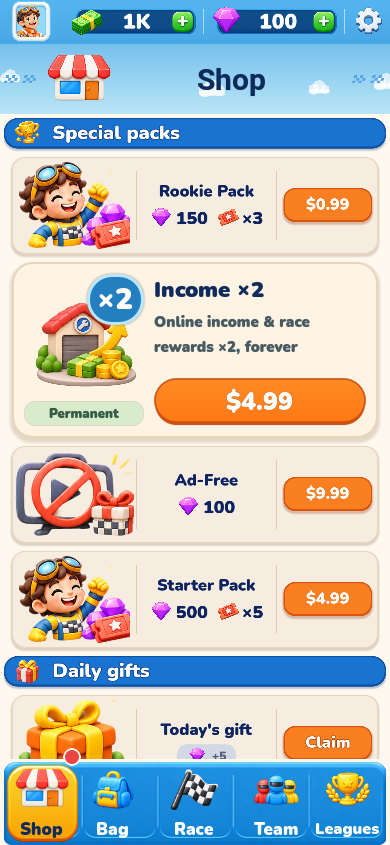 1K
100
Shop
Special packs
Rookie Pack
150 ×3
$0.99
×2
Income ×2
Online income & race
rewards ×2, forever
Permanent
$4.99
Ad-Free
100
$9.99
Starter Pack
500 ×5
$4.99
Daily gifts
Today's gift
+5
Claim
Shop Bag Race Team Leagues